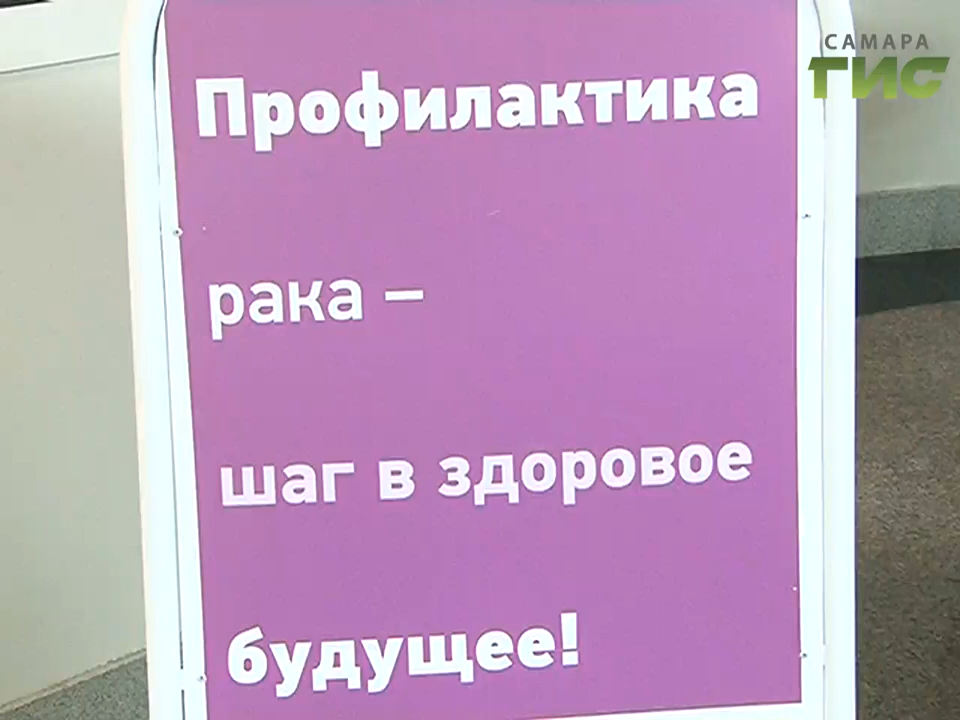 САМАРА
ГИС
Профилактика
рака –
шаг в здоровое
будущее!